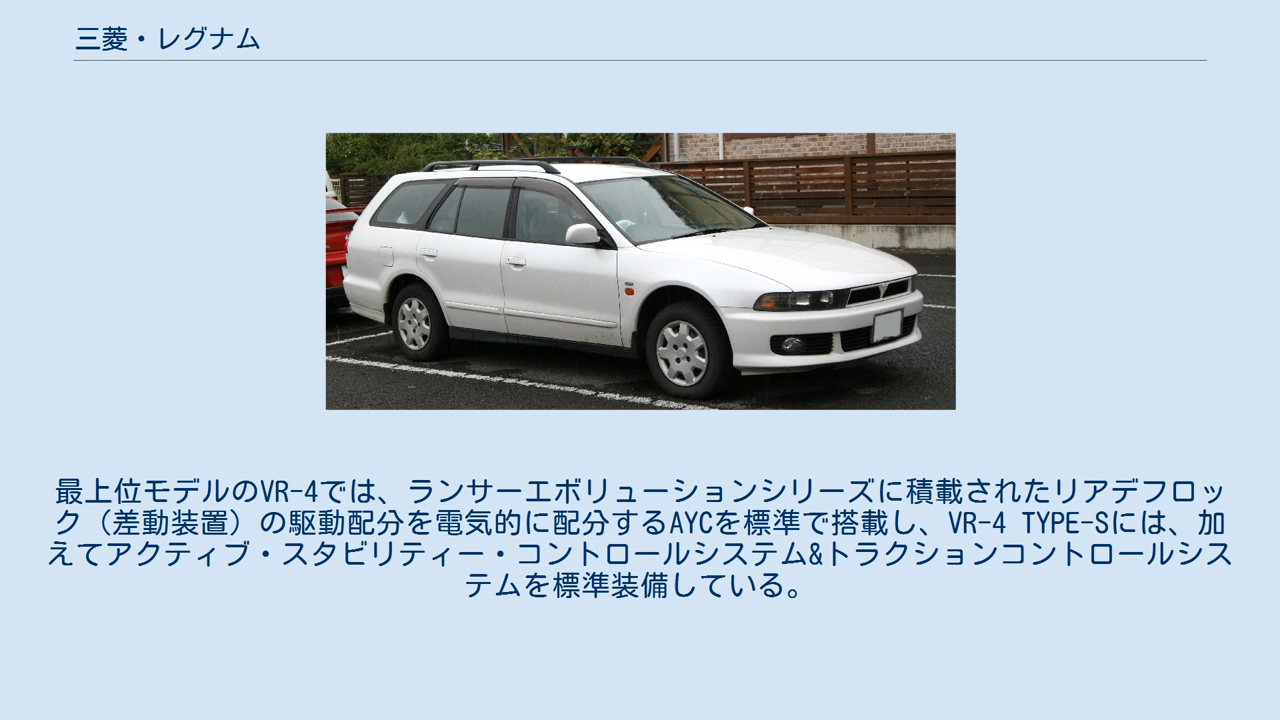 三菱・レグナム
最上位モデルのVR-4では、ランサーエボリューションシリーズに積載されたリアデフロッ
ク（差動装置）の駆動配分を電気的に配分するAYCを標準で搭載し、VR-4 TYPE-Sには、加
えてアクティブ・スタビリティー・コントロールシステム&トラクションコントロールシス
テムを標準装備している。